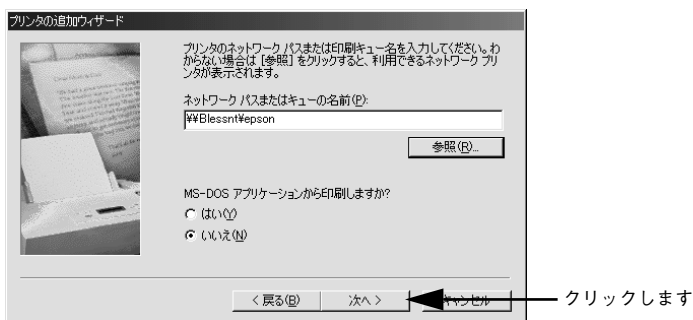 プリンタの追加ウィザード
プリンタのネットワーク パスまたは印刷キュー名を入力してください。わ
からない場合は [参照] をクリックすると、利用できるネットワーク プリ
ンタが表示されます。
ネットワーク パスまたはキューの名前(P):
¥¥Blessnt¥epson
参照(R)...
MS-DOS アプリケーションから印刷しますか?
はい(Y)
いいえ(N)
< 戻る(B)
次へ >
キャンセル
クリックします